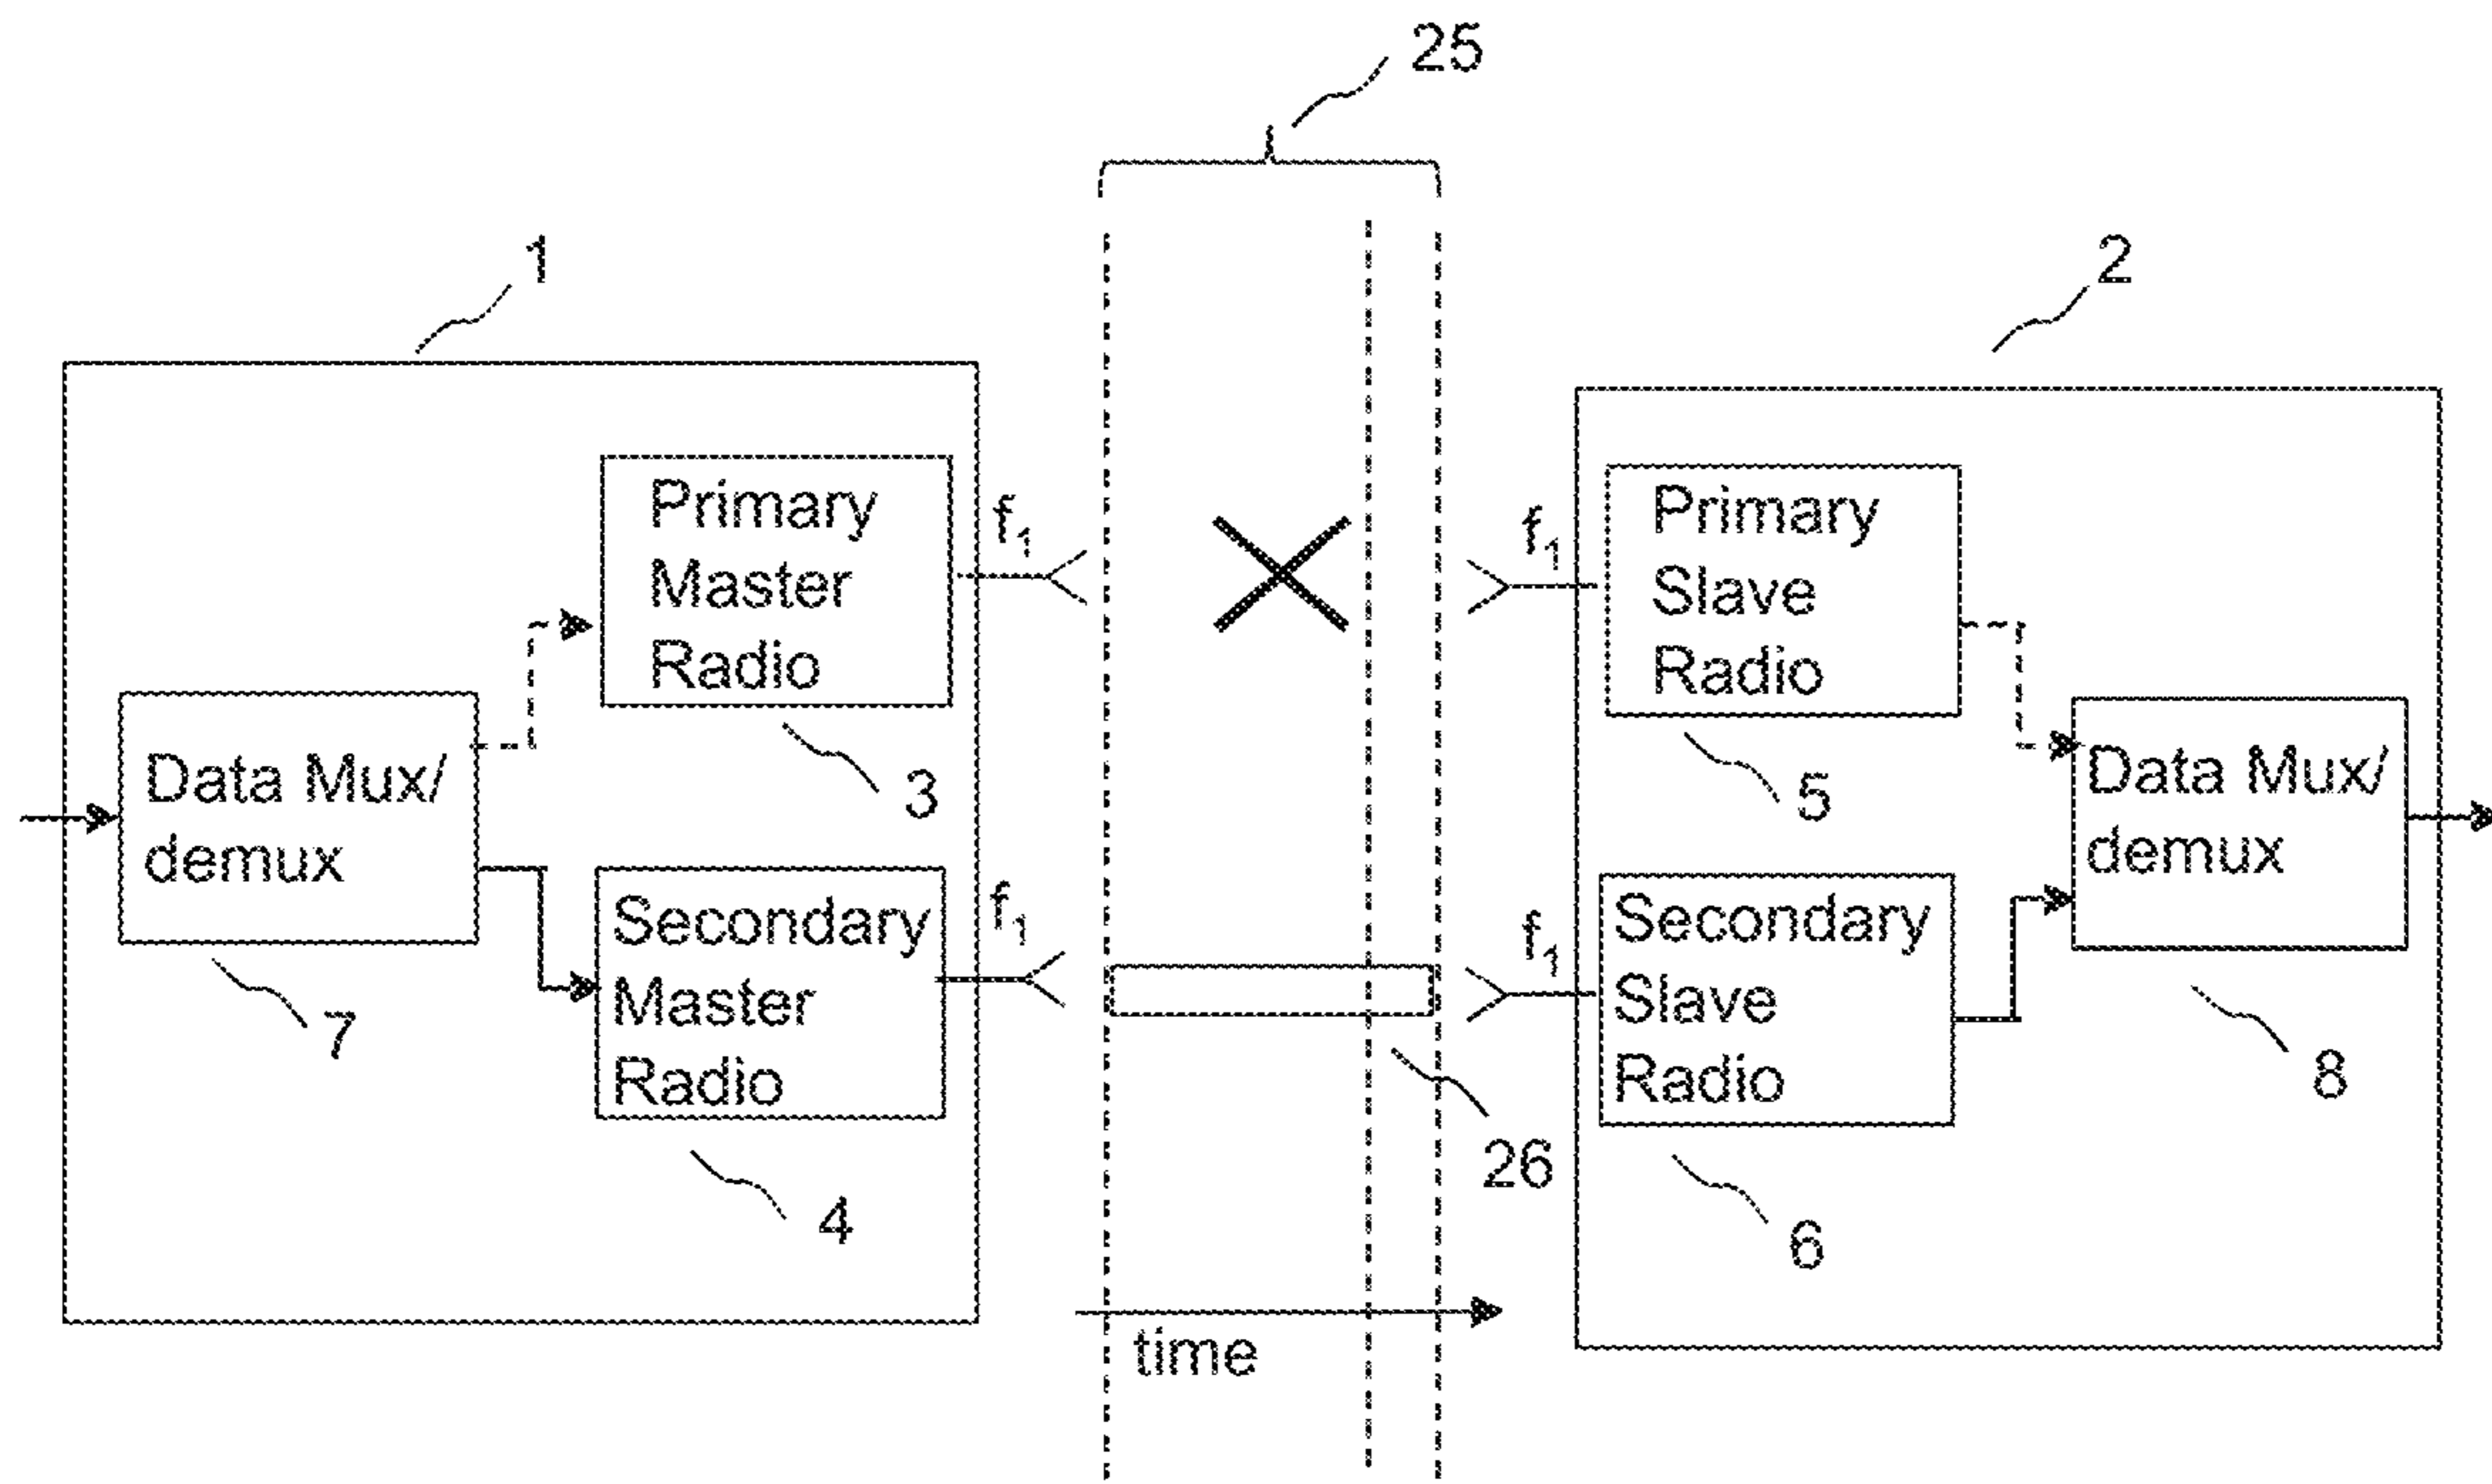 25
1
2
Primary
Master
Radio
f₁
f₁
Primary
Slave
Radio
3
5
Data Mux/
demux
Data Mux/
demux
Secondary
Master
Radio
f₁
f₁
Secondary
Slave
Radio
7
8
4
26
6
time